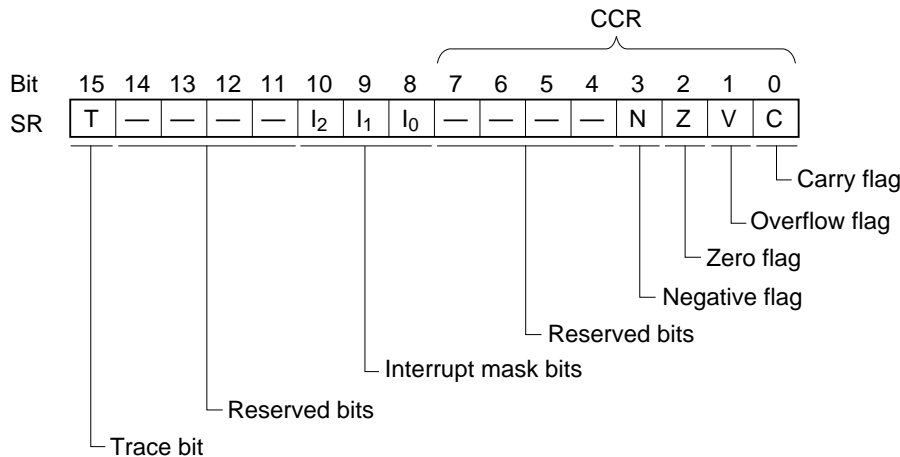 CCR
Bit 15 14 13 12 11 10 9 8 7 6 5 4 3 2 1 0
SR T — — — — I2 I1 I0 — — — — N Z V C
Carry flag
Overflow flag
Zero flag
Negative flag
Reserved bits
Interrupt mask bits
Reserved bits
Trace bit